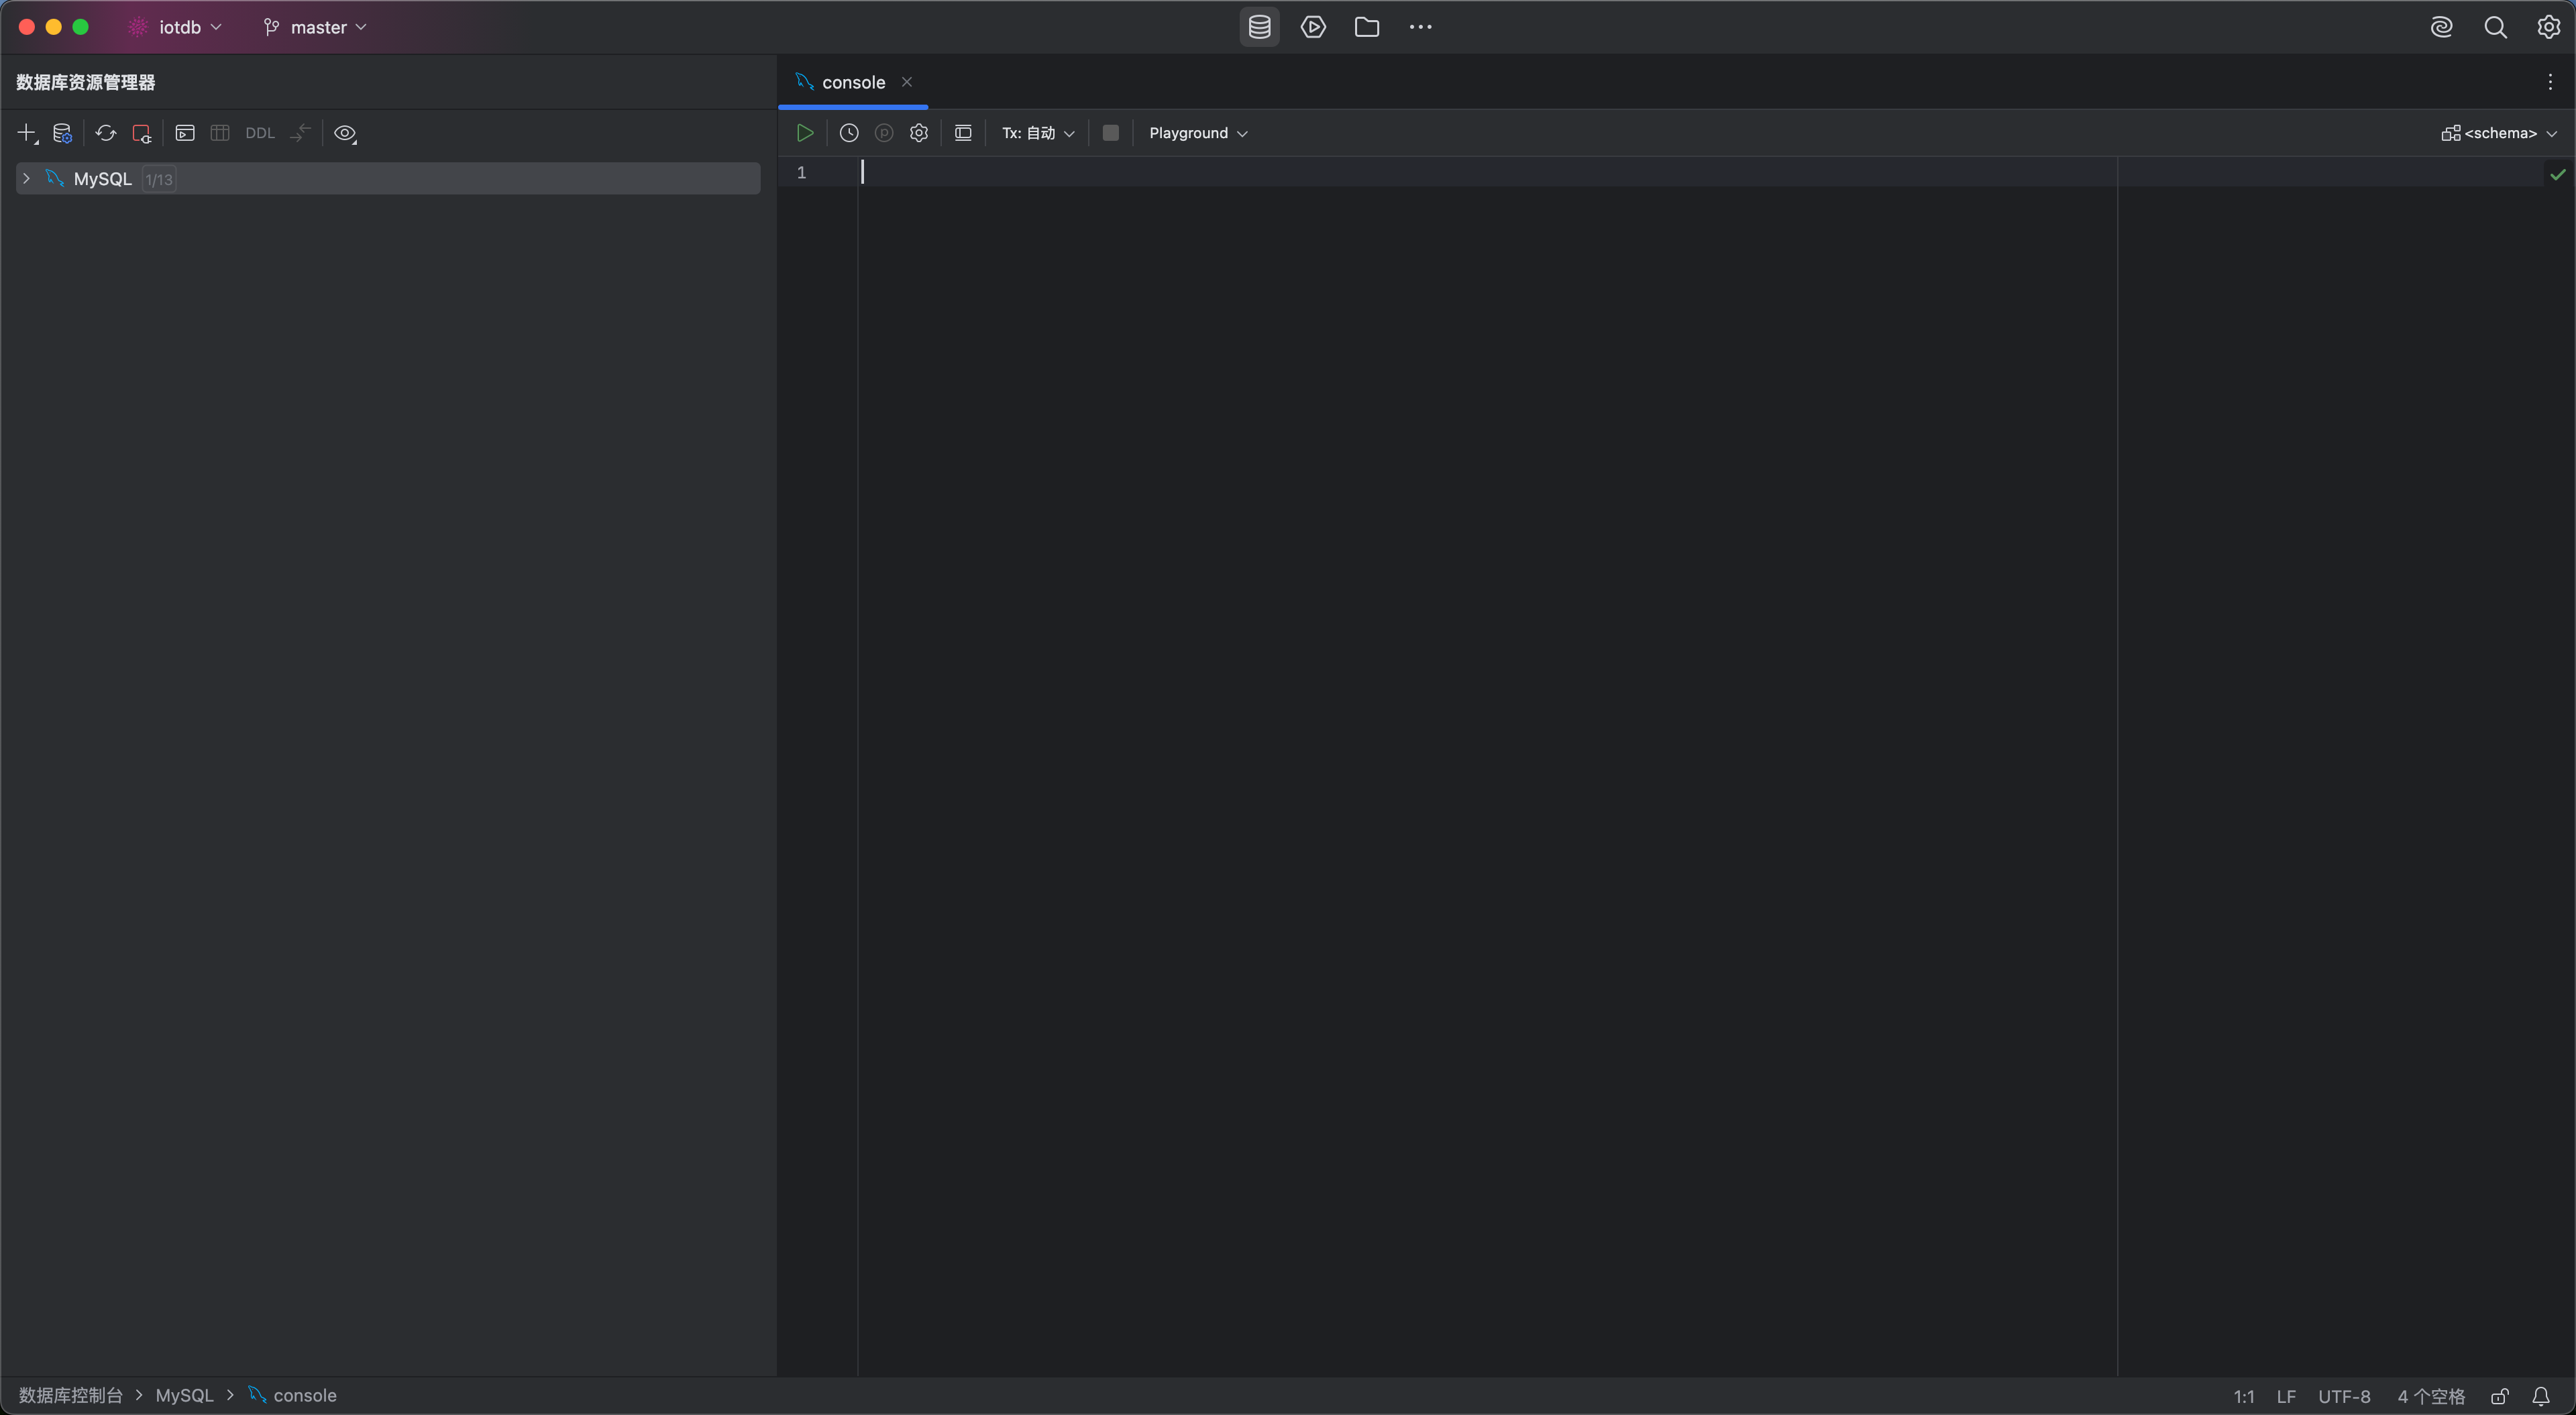 iotdb master
数据库资源管理器
console
DDL
Tx: 自动 Playground <schema>
MySQL 1/13
1
数据库控制台 MySQL console
1:1 LF UTF-8 4 个空格